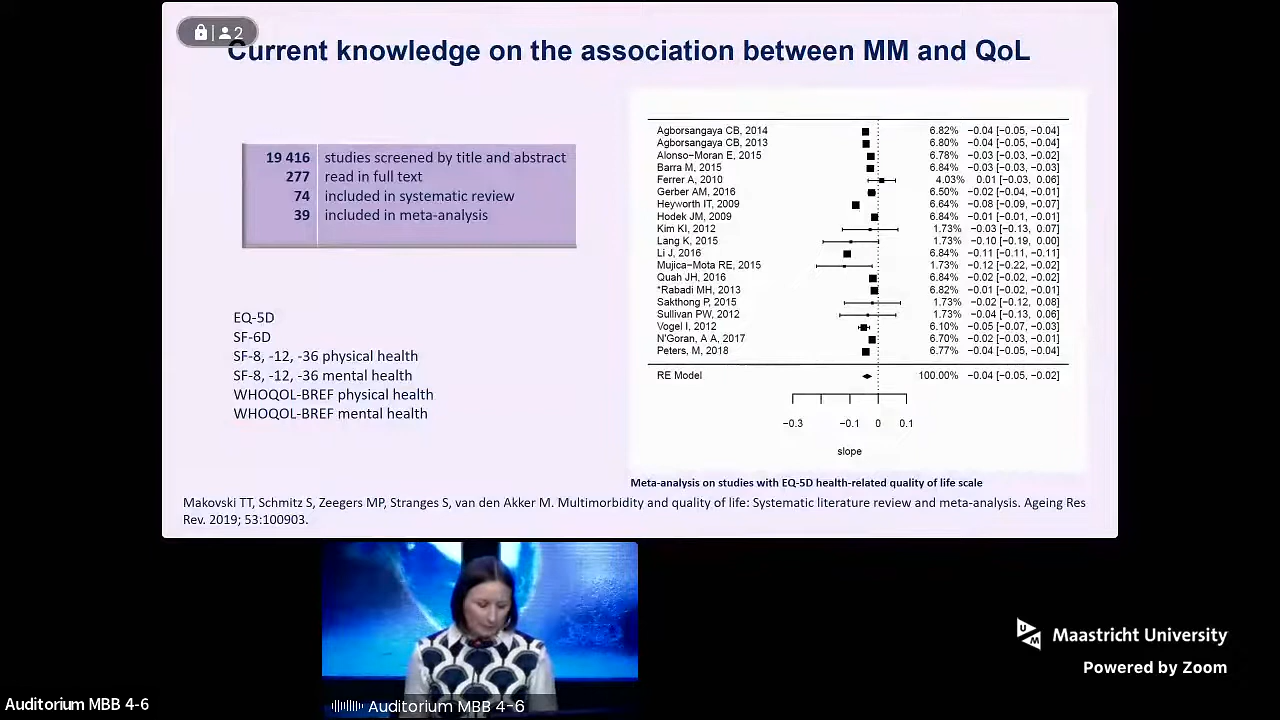 2
Current knowledge on the association between MM and QoL
19 416 studies screened by title and abstract
277 read in full text
74 included in systematic review
39 included in meta-analysis
EQ-5D
SF-6D
SF-8, -12, -36 physical health
SF-8, -12, -36 mental health
WHOQOL-BREF physical health
WHOQOL-BREF mental health
Agborsangaya CB, 2014 6.82% −0.04 [−0.05, −0.04]
Agborsangaya CB, 2013 6.80% −0.04 [−0.05, −0.04]
Alonso−Moran E, 2015 6.78% −0.03 [−0.03, −0.02]
Barra M, 2015 6.84% −0.03 [−0.03, −0.03]
Ferrer A, 2010 4.03% 0.01 [−0.03, 0.06]
Gerber AM, 2016 6.50% −0.02 [−0.04, −0.01]
Heyworth IT, 2009 6.64% −0.08 [−0.09, −0.07]
Hodek JM, 2009 6.84% −0.01 [−0.01, −0.01]
Kim KI, 2012 1.73% −0.03 [−0.13, 0.07]
Lang K, 2015 1.73% −0.10 [−0.19, 0.00]
Li J, 2016 6.84% −0.11 [−0.11, −0.11]
Mujica−Mota RE, 2015 1.73% −0.12 [−0.22, −0.02]
Quah JH, 2016 6.84% −0.02 [−0.02, −0.02]
*Rabadi MH, 2013 6.82% −0.01 [−0.02, −0.01]
Sakthong P, 2015 1.73% −0.02 [−0.12, 0.08]
Sullivan PW, 2012 1.73% −0.04 [−0.13, 0.06]
Vogel I, 2012 6.10% −0.05 [−0.07, −0.03]
N'Goran, A A, 2017 6.70% −0.02 [−0.03, −0.01]
Peters, M, 2018 6.77% −0.04 [−0.05, −0.04]
RE Model 100.00% −0.04 [−0.05, −0.02]
−0.3 −0.1 0 0.1
slope
Meta-analysis on studies with EQ-5D health-related quality of life scale
Makovski TT, Schmitz S, Zeegers MP, Stranges S, van den Akker M. Multimorbidity and quality of life: Systematic literature review and meta-analysis. Ageing Res
Rev. 2019; 53:100903.
UM
Maastricht University
Powered by Zoom
Auditorium MBB 4-6
Auditorium MBB 4-6